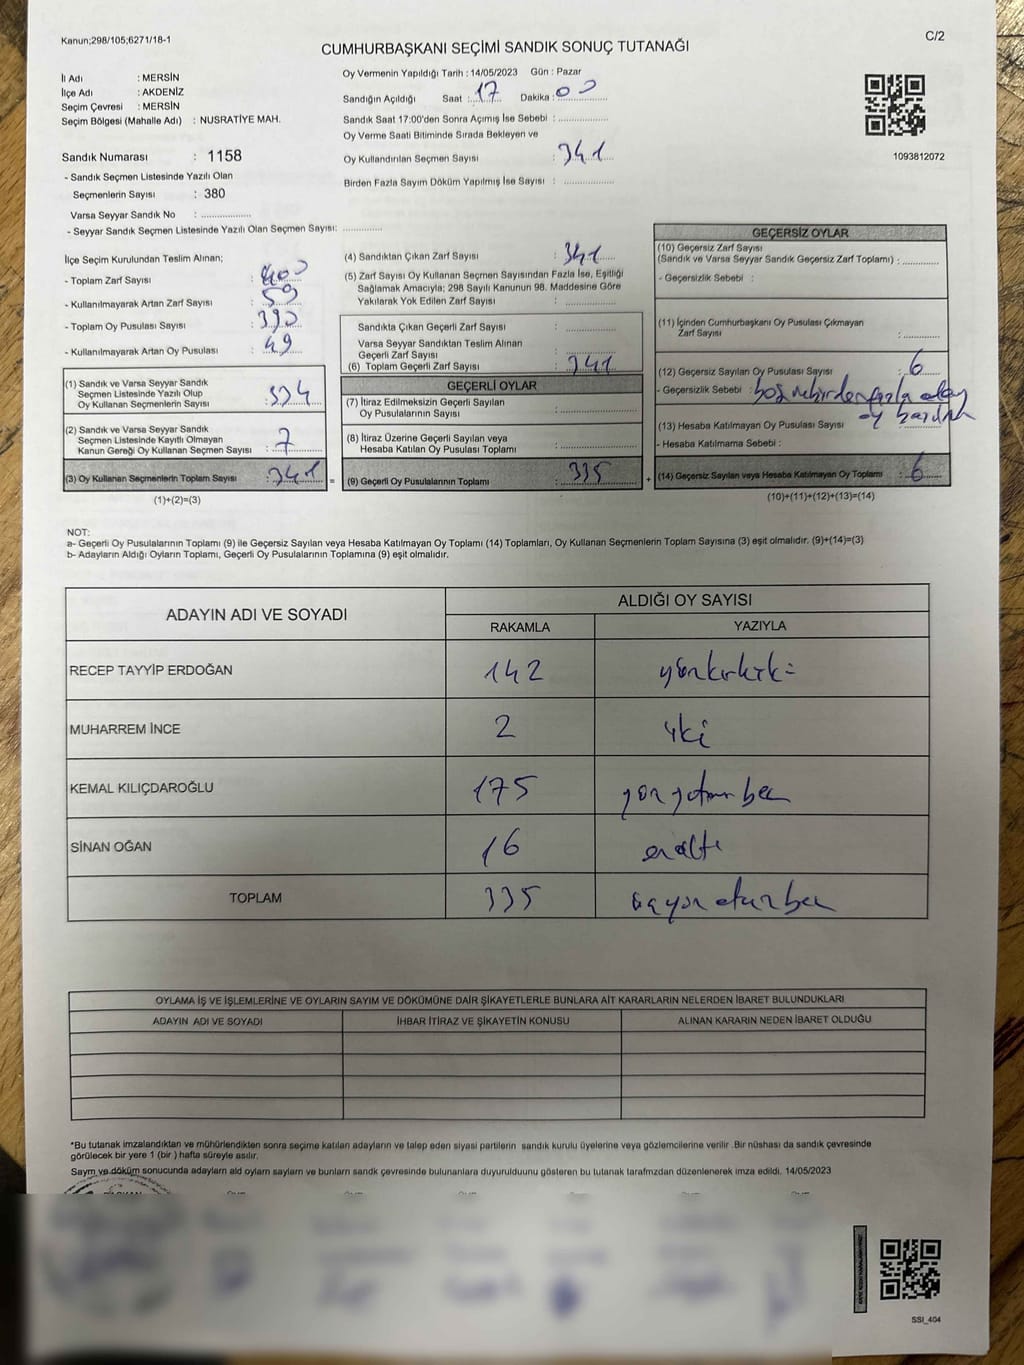 Kanun;298/105;6271/18-1
C/2
CUMHURBAŞKANI SEÇİMİ SANDIK SONUÇ TUTANAĞI
İl Adı : MERSİN
İlçe Adı : AKDENİZ
Seçim Çevresi : MERSİN
Seçim Bölgesi (Mahalle Adı) : NUSRATİYE MAH.
Sandık Numarası : 1158
- Sandık Seçmen Listesinde Yazılı Olan
Seçmenlerin Sayısı : 380
Varsa Seyyar Sandık No : ..................
- Seyyar Sandık Seçmen Listesinde Yazılı Olan Seçmen Sayısı: ..............
Oy Vermenin Yapıldığı Tarih : 14/05/2023 Gün : Pazar
Sandığın Açıldığı Saat : 17 Dakika : 00
Sandık Saat 17:00'den Sonra Açımış İse Sebebi : ..................
Oy Verme Saati Bitiminde Sırada Bekleyen ve
Oy Kullandırılan Seçmen Sayısı : 341
Birden Fazla Sayım Döküm Yapılmış İse Sayısı : ..................
1093812072
İlçe Seçim Kurulundan Teslim Alınan;
- Toplam Zarf Sayısı : 400
- Kullanılmayarak Artan Zarf Sayısı : 59
- Toplam Oy Pusulası Sayısı : 390
- Kullanılmayarak Artan Oy Pusulası : 49
(1) Sandık ve Varsa Seyyar Sandık
Seçmen Listesinde Yazılı Olup
Oy Kullanan Seçmenlerin Sayısı : 334
(2) Sandık ve Varsa Seyyar Sandık
Seçmen Listesinde Kayıtlı Olmayan
Kanun Gereği Oy Kullanan Seçmen Sayısı : 7
(3) Oy Kullanan Seçmenlerin Toplam Sayısı : 341 =
(1)+(2)=(3)
(4) Sandıktan Çıkan Zarf Sayısı : 341
(5) Zarf Sayısı Oy Kullanan Seçmen Sayısından Fazla İse, Eşitliği
Sağlamak Amacıyla; 298 Sayılı Kanunun 98. Maddesine Göre
Yakılarak Yok Edilen Zarf Sayısı : ..................
Sandıkta Çıkan Geçerli Zarf Sayısı : ..................
Varsa Seyyar Sandıktan Teslim Alınan
Geçerli Zarf Sayısı : ..................
(6) Toplam Geçerli Zarf Sayısı : 341
GEÇERLİ OYLAR
(7) İtiraz Edilmeksizin Geçerli Sayılan
Oy Pusulalarının Sayısı : ..................
(8) İtiraz Üzerine Geçerli Sayılan veya
Hesaba Katılan Oy Pusulası Toplamı : ..................
(9) Geçerli Oy Pusulalarının Toplamı : 335 +
GEÇERSİZ OYLAR
(10) Geçersiz Zarf Sayısı
(Sandık ve Varsa Seyyar Sandık Geçersiz Zarf Toplamı) : ...........
- Geçersizlik Sebebi :
(11) İçinden Cumhurbaşkanı Oy Pusulası Çıkmayan
Zarf Sayısı : ...........
(12) Geçersiz Sayılan Oy Pusulası Sayısı : 6
- Geçersizlik Sebebi : boş ve birden fazla
oy
(13) Hesaba Katılmayan Oy Pusulası Sayısı : ...........
- Hesaba Katılmama Sebebi :
(14) Geçersiz Sayılan veya Hesaba Katılmayan Oy Toplamı : 6
(10)+(11)+(12)+(13)=(14)
NOT:
a- Geçerli Oy Pusulalarının Toplamı (9) ile Geçersiz Sayılan veya Hesaba Katılmayan Oy Toplamı (14) Toplamları, Oy Kullanan Seçmenlerin Toplam Sayısına (3) eşit olmalıdır. (9)+(14)=(3)
b- Adayların Aldığı Oyların Toplamı, Geçerli Oy Pusulalarının Toplamına (9) eşit olmalıdır.
ADAYIN ADI VE SOYADI
ALDIĞI OY SAYISI
RAKAMLA YAZIYLA
RECEP TAYYİP ERDOĞAN 142 yüzkırkiki
MUHARREM İNCE 2 iki
KEMAL KILIÇDAROĞLU 175 yüzyetmişbeş
SİNAN OĞAN 16 onaltı
TOPLAM 335 üçyüzotuzbeş
OYLAMA İŞ VE İŞLEMLERİNE VE OYLARIN SAYIM VE DÖKÜMÜNE DAİR ŞİKAYETLERLE BUNLARA AİT KARARLARIN NELERDEN İBARET BULUNDUKLARI
ADAYIN ADI VE SOYADI İHBAR İTİRAZ VE ŞİKAYETİN KONUSU ALINAN KARARIN NEDEN İBARET OLDUĞU
*Bu tutanak imzalandıktan ve mühürlendikten sonra seçime katılan adayların ve talep eden siyasi partilerin sandık kurulu üyelerine veya gözlemcilerine verilir .Bir nüshası da sandık çevresinde
görülecek bir yere 1 (bir ) hafta süreyle asılır.
Sayım ve döküm sonucunda adayların ald oyların sayların ve bunların sandk çevresinde bulunanlara duyurulduunu gösteren bu tutanak tarafmzdan düzenlenerek imza edildi. 14/05/2023
SSI_404